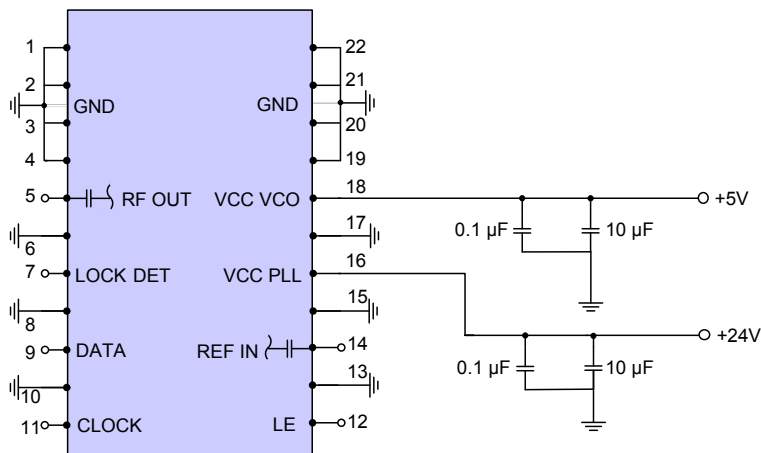 1
22
2
21
GND
GND
3
20
4
19
5
RF OUT
VCC VCO
18
+5V
6
17
0.1 µF
10 µF
7
LOCK DET
VCC PLL
16
8
15
+24V
9
DATA
REF IN
14
0.1 µF
10 µF
10
13
11
CLOCK
LE
12